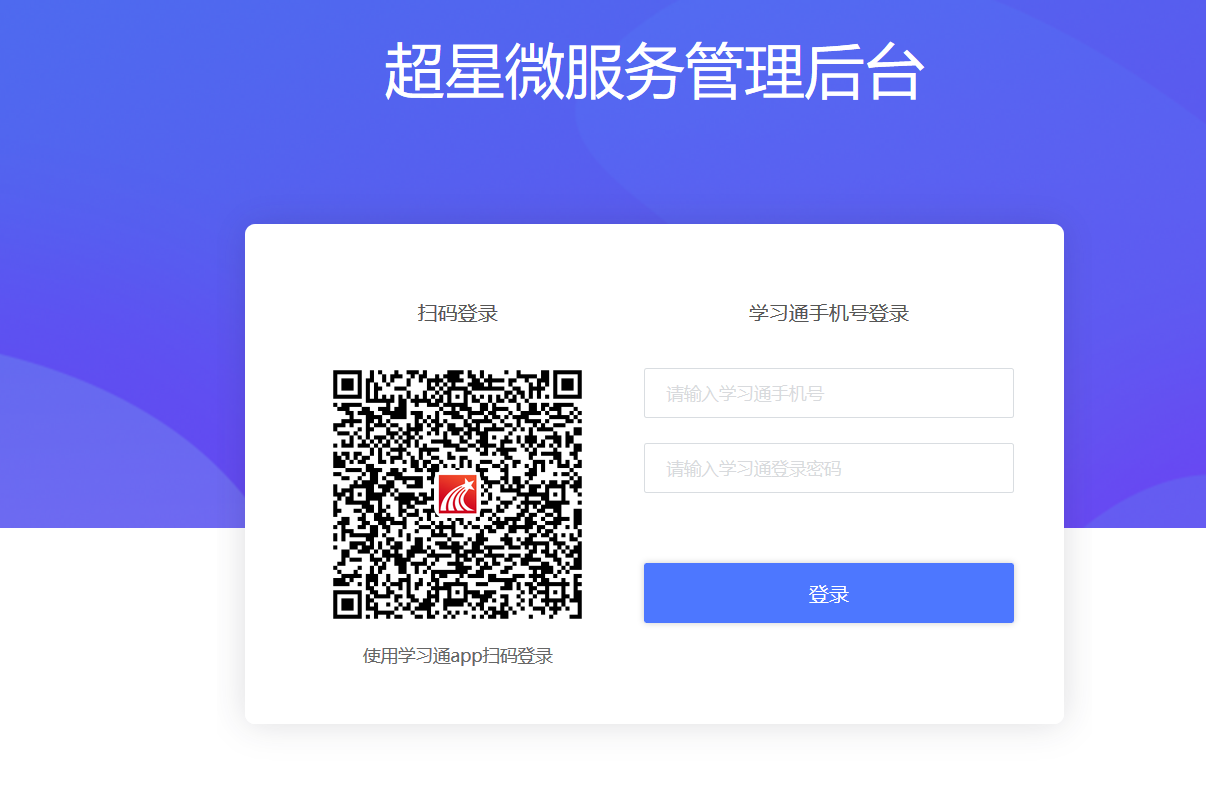 超星微服务管理后台
扫码登录
使用学习通app扫码登录
学习通手机号登录
请输入学习通手机号
请输入学习通登录密码
登录